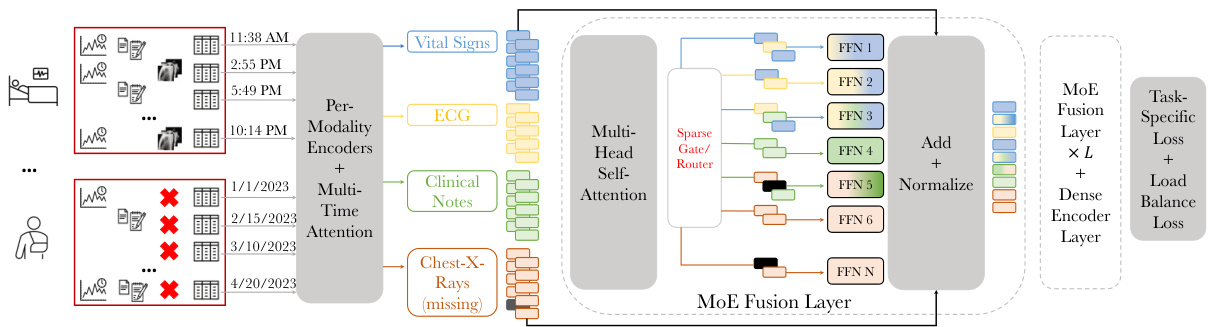 11:38 AM
2:55 PM
5:49 PM
...
10:14 PM
...
1/1/2023
2/15/2023
3/10/2023
...
4/20/2023
Per-
Modality
Encoders
+
Multi-
Time
Attention
Vital Signs
ECG
Clinical
Notes
Chest-X-
Rays
(missing)
Multi-
Head
Self-
Attention
Sparse
Gate/
Router
FFN 1
FFN 2
FFN 3
FFN 4
FFN 5
FFN 6
FFN N
Add
+
Normalize
MoE Fusion Layer
MoE
Fusion
Layer
× L
+
Dense
Encoder
Layer
Task-
Specific
Loss
+
Load
Balance
Loss